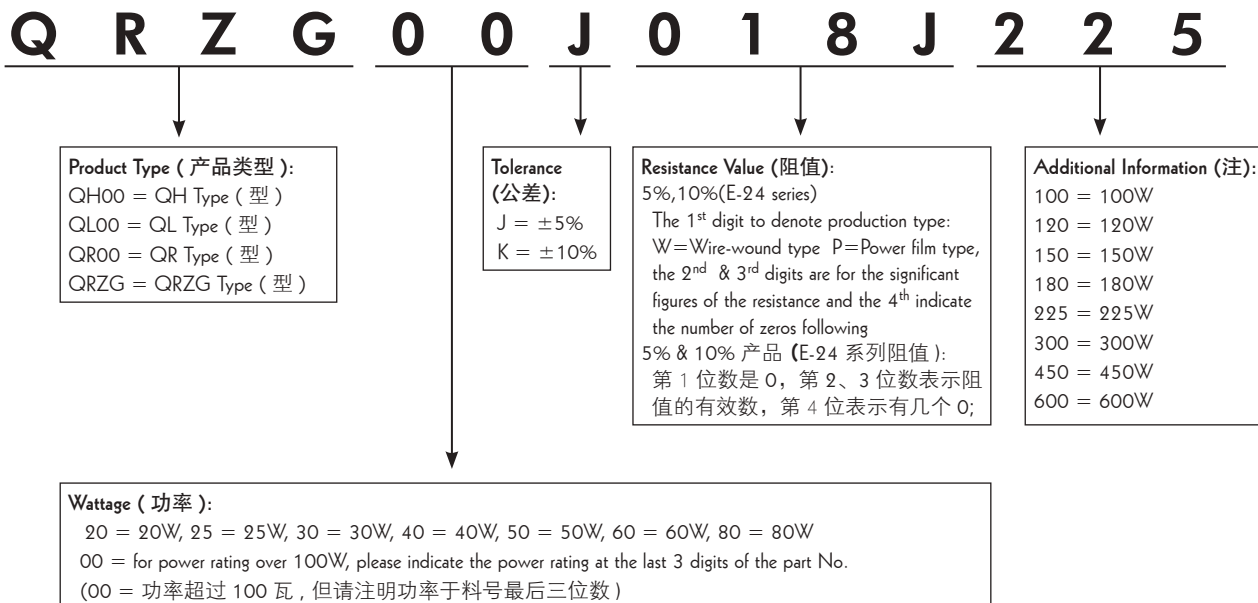 QRZG00J018J225
Product Type ( 产品类型 ):
QH00 = QH Type ( 型 )
QL00 = QL Type ( 型 )
QR00 = QR Type ( 型 )
QRZG = QRZG Type ( 型 )
Tolerance
(公差):
J = ±5%
K = ±10%
Resistance Value (阻值):
5%,10%(E-24 series)
The 1st digit to denote production type:
W=Wire-wound type P=Power film type,
the 2nd & 3rd digits are for the significant
figures of the resistance and the 4th indicate
the number of zeros following
5% & 10% 产品 (E-24 系列阻值 ):
第 1 位数是 0，第 2、3 位数表示阻
值的有效数，第 4 位表示有几个 0;
Additional Information (注):
100 = 100W
120 = 120W
150 = 150W
180 = 180W
225 = 225W
300 = 300W
450 = 450W
600 = 600W
Wattage ( 功率 ):
20 = 20W, 25 = 25W, 30 = 30W, 40 = 40W, 50 = 50W, 60 = 60W, 80 = 80W
00 = for power rating over 100W, please indicate the power rating at the last 3 digits of the part No.
(00 = 功率超过 100 瓦 , 但请注明功率于料号最后三位数 )